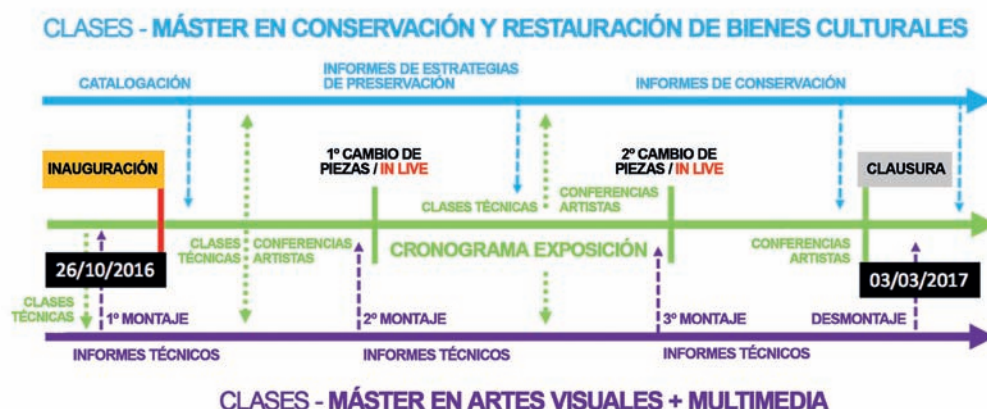 CLASES - MÁSTER EN CONSERVACIÓN Y RESTAURACIÓN DE BIENES CULTURALES
CATALOGACIÓN
INFORMES DE ESTRATEGIAS
DE PRESERVACIÓN
INFORMES DE CONSERVACIÓN
INAUGURACIÓN
1º CAMBIO DE
PIEZAS / IN LIVE
2º CAMBIO DE
PIEZAS / IN LIVE
CLAUSURA
CLASES TÉCNICAS
CONFERENCIAS
ARTISTAS
26/10/2016
CLASES
TÉCNICAS
CONFERENCIAS
ARTISTAS
CRONOGRAMA EXPOSICIÓN
CONFERENCIAS
ARTISTAS
03/03/2017
CLASES
TÉCNICAS
1º MONTAJE
2º MONTAJE
3º MONTAJE
DESMONTAJE
INFORMES TÉCNICOS
INFORMES TÉCNICOS
INFORMES TÉCNICOS
CLASES - MÁSTER EN ARTES VISUALES + MULTIMEDIA